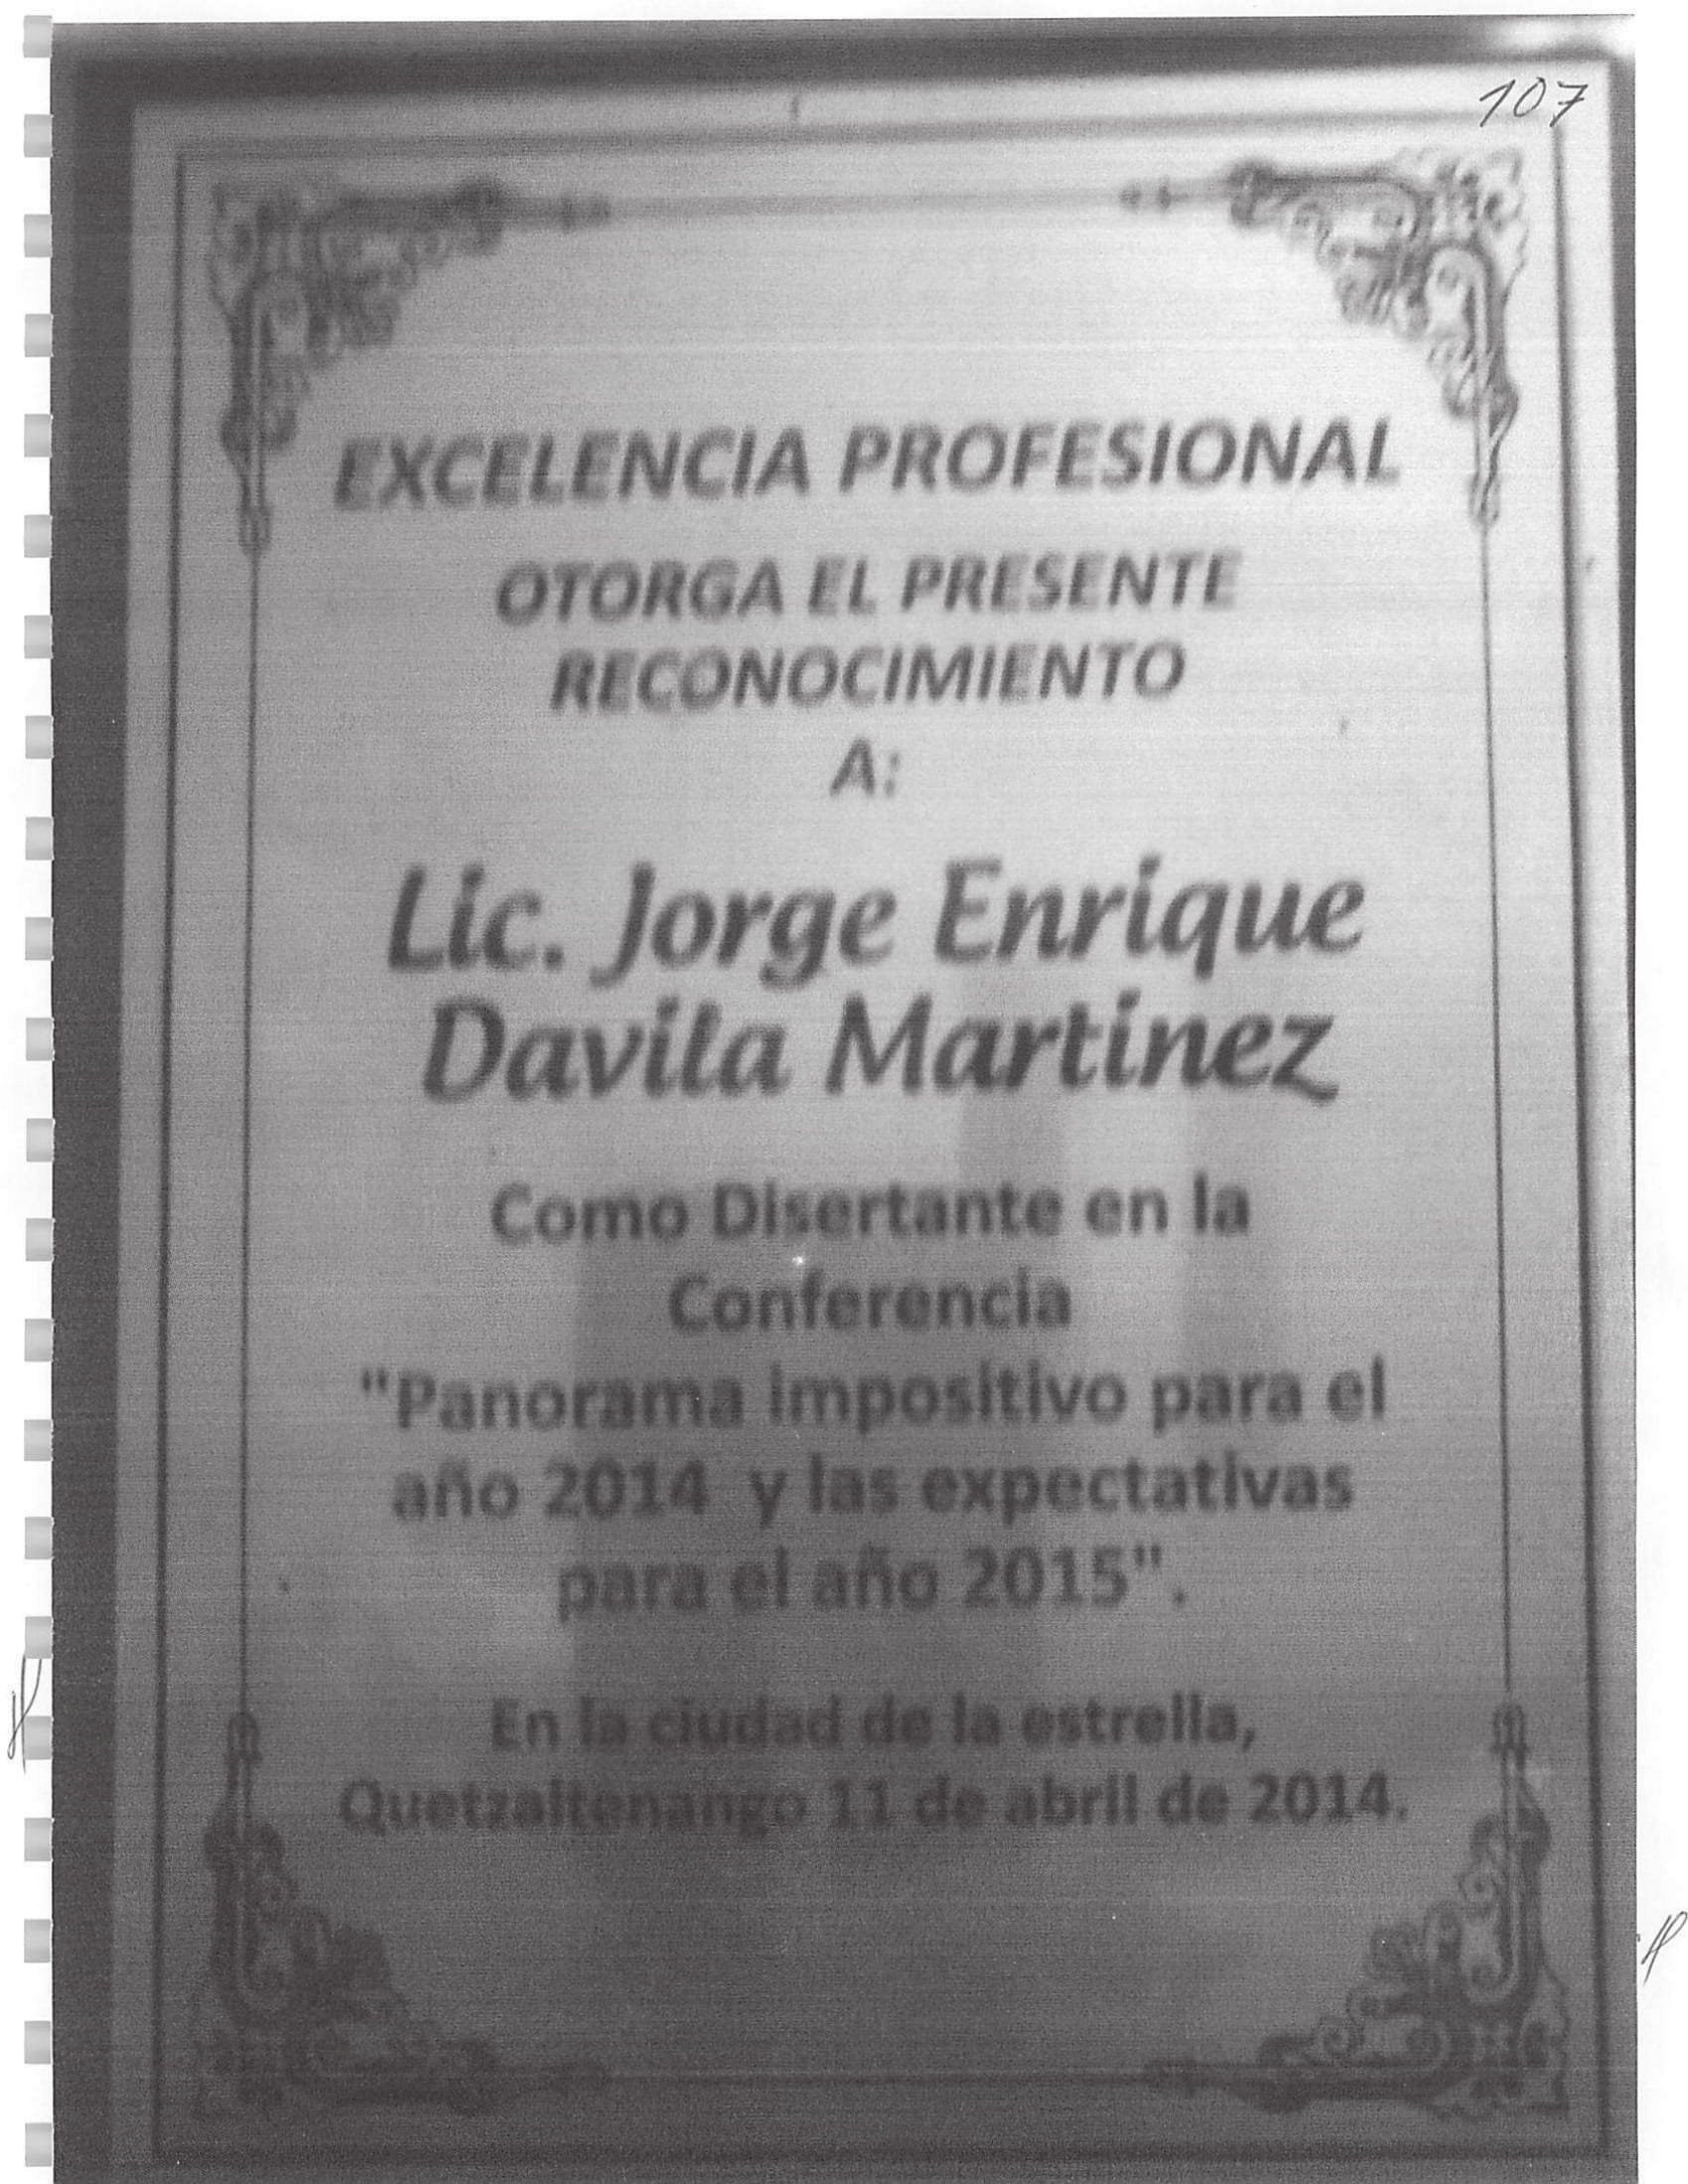 107
EXCELENCIA PROFESIONAL
OTORGA EL PRESENTE
RECONOCIMIENTO
A:
Lic. Jorge Enrique
Davila Martinez
Como Disertante en la
Conferencia
"Panorama impositivo para el
año 2014 y las expectativas
para el año 2015".
En la ciudad de la estrella,
Quetzaltenango 11 de abril de 2014.